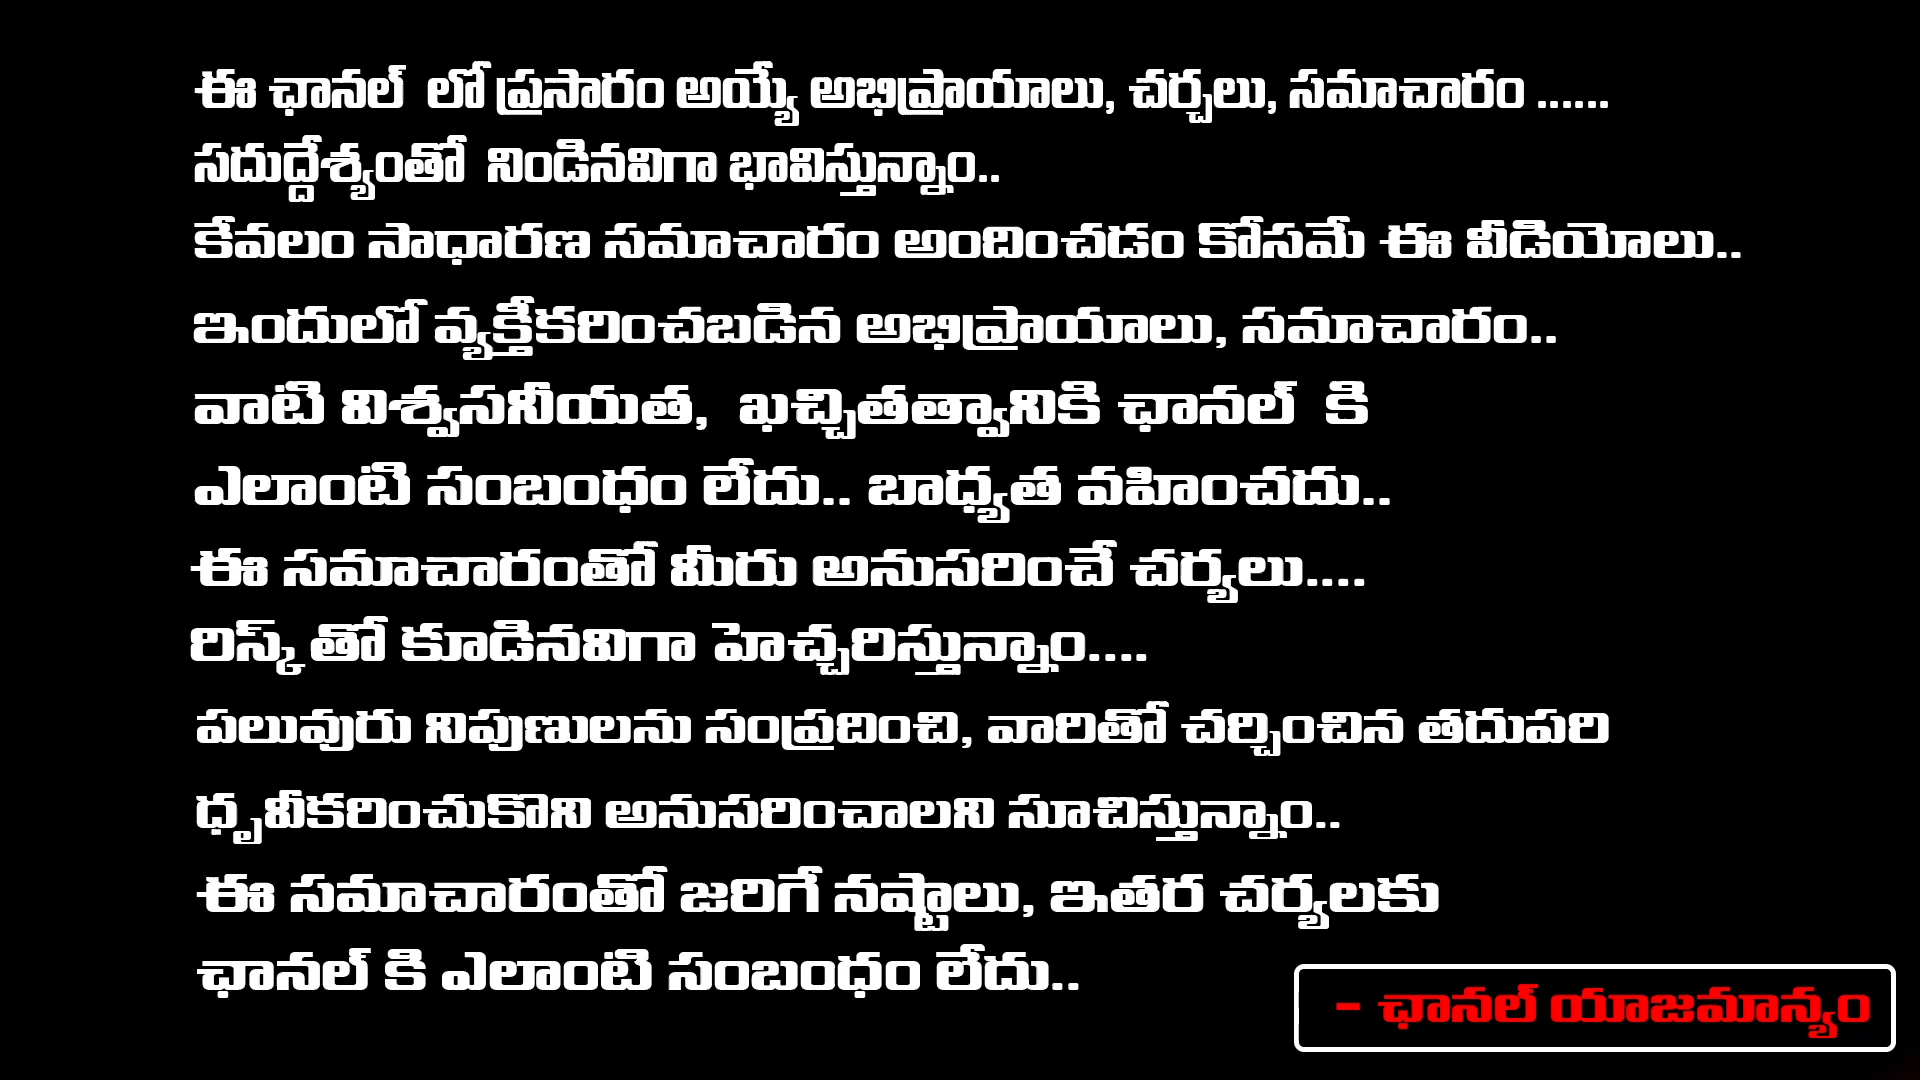 ఈ ఛానల్ లో ప్రసారం అయ్యే అభిప్రాయాలు, చర్చలు, సమాచారం ......
సదుద్దేశ్యంతో నిండినవిగా భావిస్తున్నాం..
కేవలం సాధారణ సమాచారం అందించడం కోసమే ఈ వీడియోలు..
ఇందులో వ్యక్తీకరించబడిన అభిప్రాయాలు, సమాచారం..
వాటి విశ్వసనీయత, ఖచ్చితత్వానికి ఛానల్ కి
ఎలాంటి సంబంధం లేదు.. బాధ్యత వహించదు..
ఈ సమాచారంతో మీరు అనుసరించే చర్యలు....
రిస్క్ తో కూడినవిగా హెచ్చరిస్తున్నాం....
పలువురు నిపుణులను సంప్రదించి, వారితో చర్చించిన తదుపరి
ధృవీకరించుకొని అనుసరించాలని సూచిస్తున్నాం..
ఈ సమాచారంతో జరిగే నష్టాలు, ఇతర చర్యలకు
ఛానల్ కి ఎలాంటి సంబంధం లేదు..
- ఛానల్ యాజమాన్యం